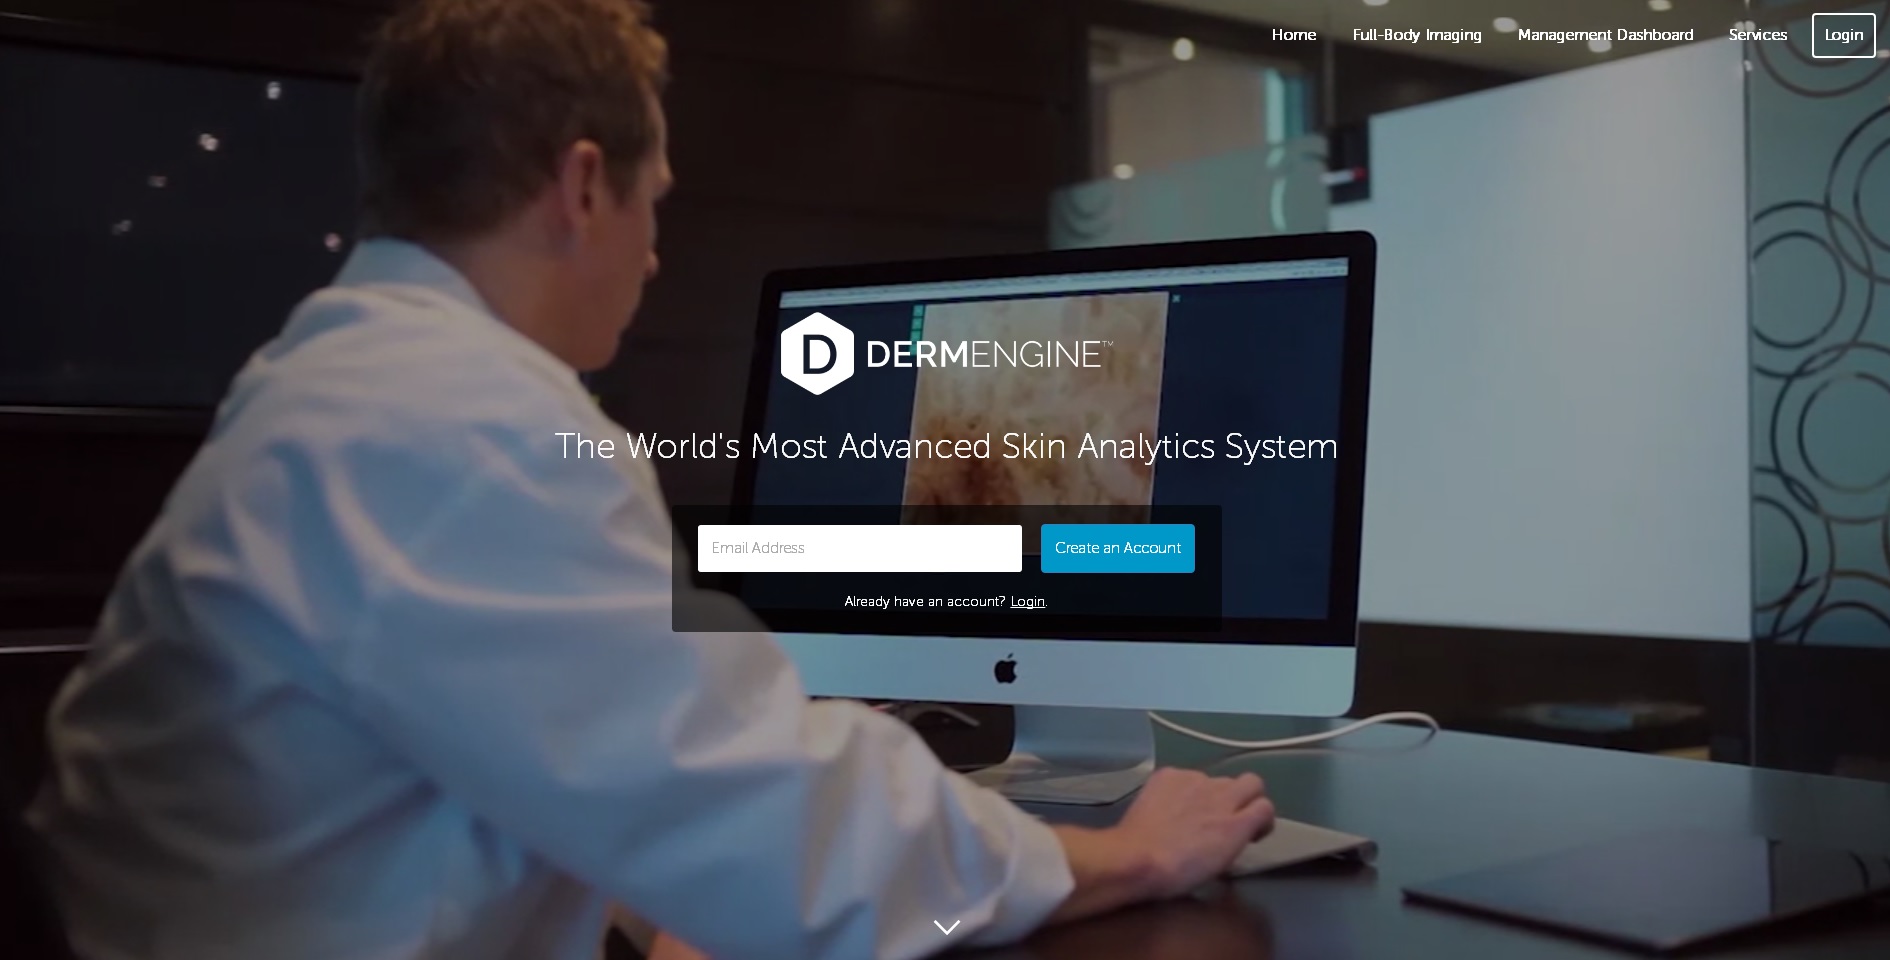 Home Full-Body Imaging Management Dashboard Services Login
D DERMENGINE™
The World's Most Advanced Skin Analytics System
Email Address Create an Account
Already have an account? Login.